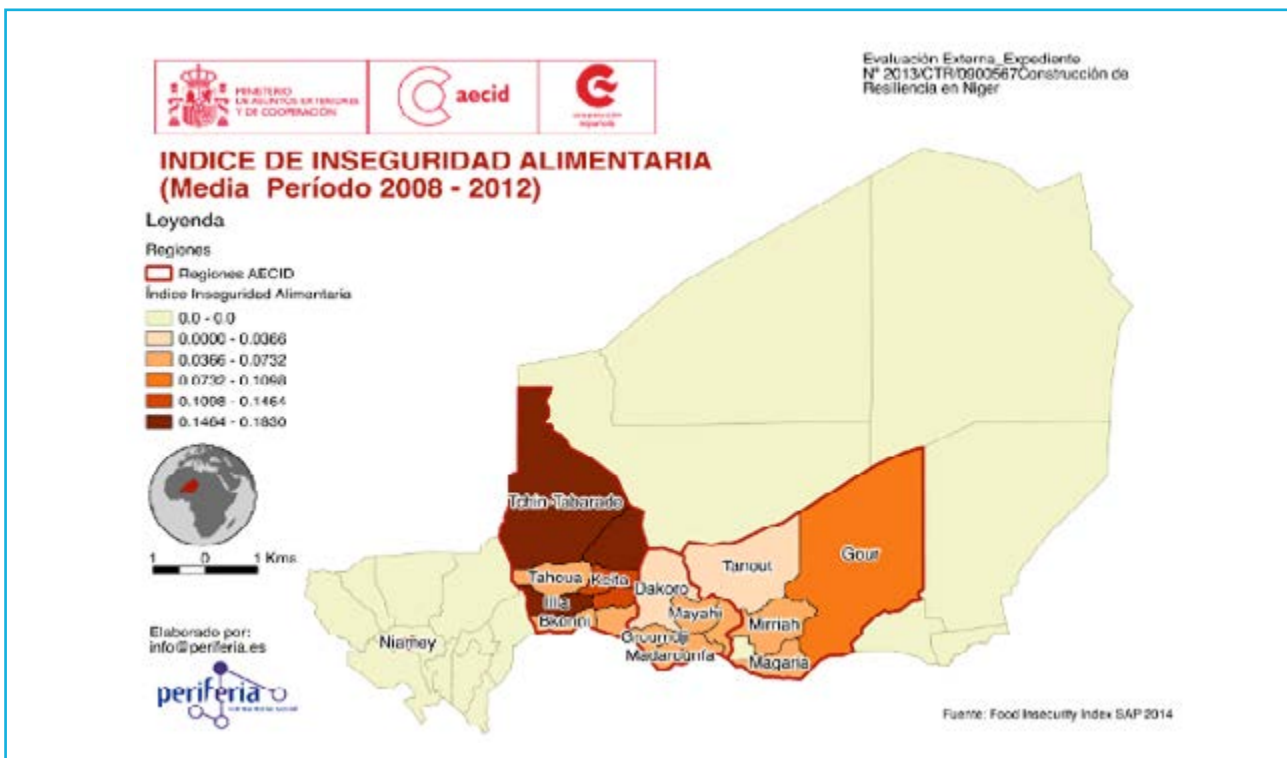 MINISTERIO
DE ASUNTOS EXTERIORES
Y DE COOPERACIÓN
aecid
cooperación
española
Evaluación Externa_Expediente
Nº 2013/CTR/0900567Construcción de
Resiliencia en Niger
INDICE DE INSEGURIDAD ALIMENTARIA
(Media Período 2008 - 2012)
Leyenda
Regiones
Regiones AECID
Índice Inseguridad Alimentaria
0.0 - 0.0
0.0000 - 0.0366
0.0366 - 0.0732
0.0732 - 0.1098
0.1098 - 0.1464
0.1464 - 0.1830
1 0 1 Kms
Tchin-Tabarade
Tahoua
Keita
Illa
Bkonni
Dakoro
Tanout
Gour
Mayahi
Mirriah
Groumdji
Madarounfa
Magaria
Niamey
Elaborado por:
info@periferia.es
periferia
Fuente: Food Insecurity Index SAP 2014